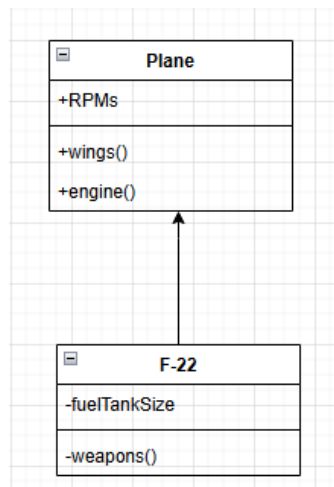 Plane
+RPMs
+wings()
+engine()
F-22
-fuelTankSize
-weapons()